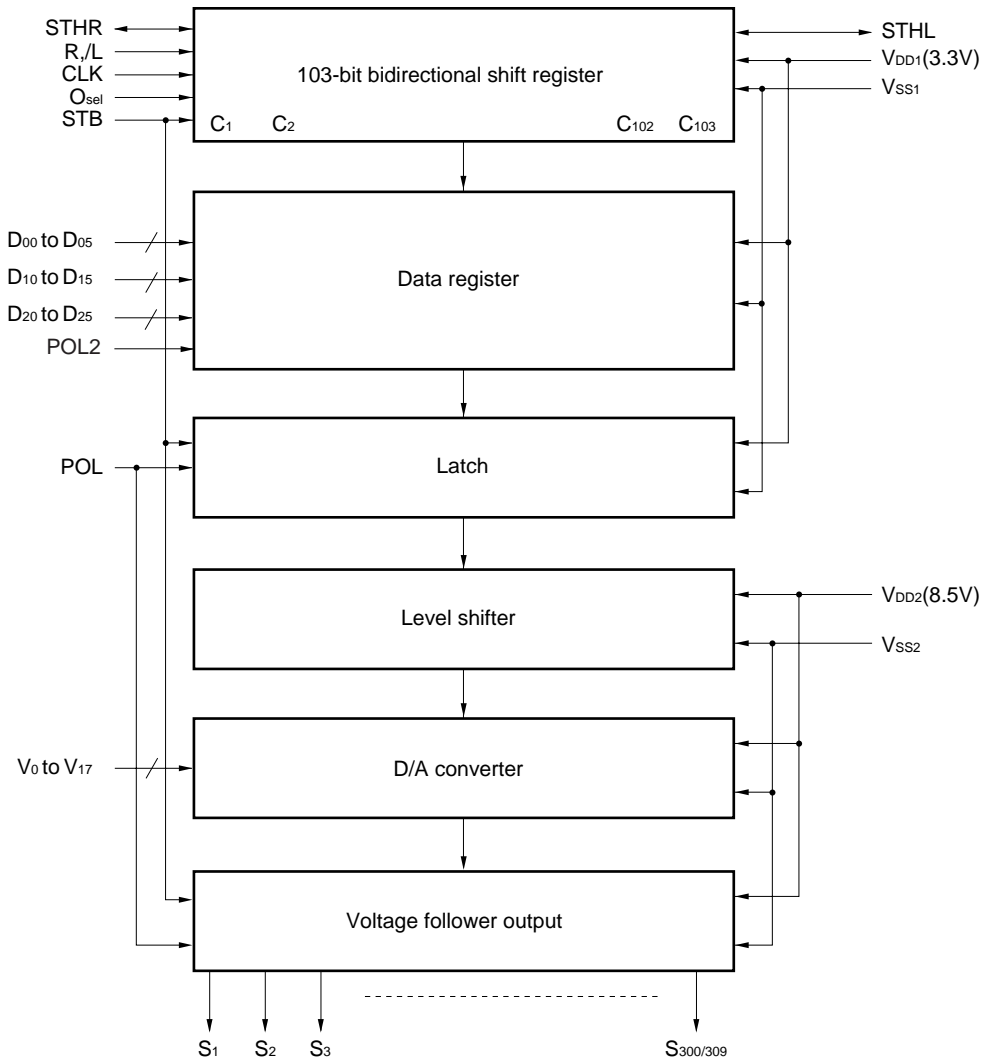 STHR
R,/L
CLK
Osel
STB
103-bit bidirectional shift register
C1 C2 C102 C103
STHL
VDD1(3.3V)
VSS1
D00 to D05
D10 to D15
D20 to D25
POL2
Data register
POL
Latch
Level shifter
VDD2(8.5V)
VSS2
V0 to V17
D/A converter
Voltage follower output
S1 S2 S3 S300/309